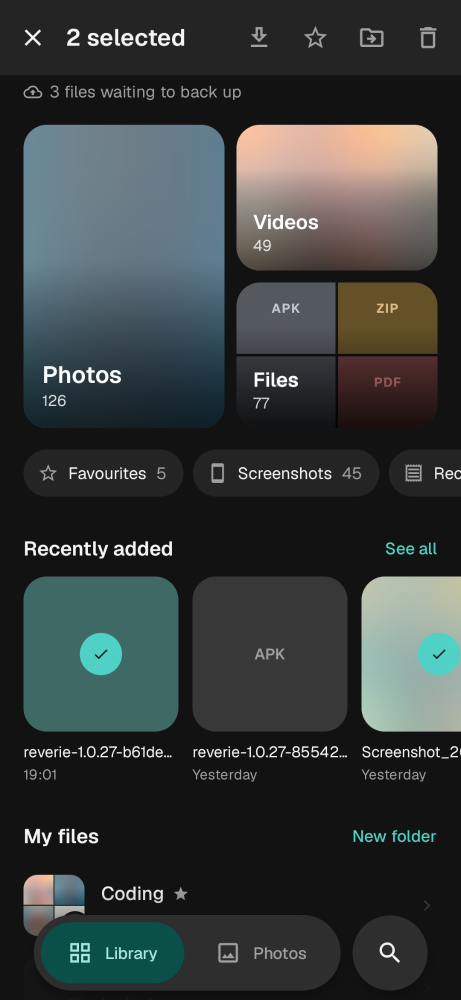 2 selected
3 files waiting to back up
Photos
126
Videos
49
APK
ZIP
Files
77
PDF
Favourites 5
Screenshots 45
Rec
Recently added
See all
APK
reverie-1.0.27-b61de...
19:01
reverie-1.0.27-85542...
Yesterday
Screenshot_20
Yesterday
My files
New folder
Coding
Library
Photos